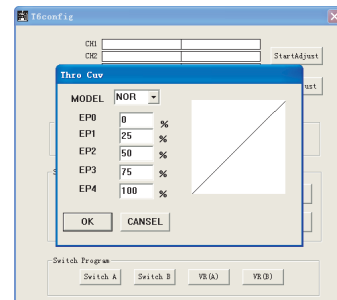 T6config
CH1
CH2
StartAdjust
ust
Thro Cuv
MODEL NOR
EP0 0 %
EP1 25 %
EP2 50 %
EP3 75 %
EP4 100 %
OK CANSEL
S
Switch Program
Switch A Switch B VR(A) VR(B)